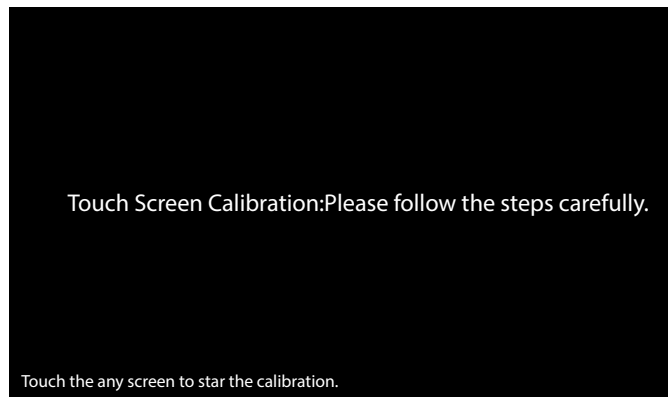 Touch Screen Calibration:Please follow the steps carefully.
Touch the any screen to star the calibration.